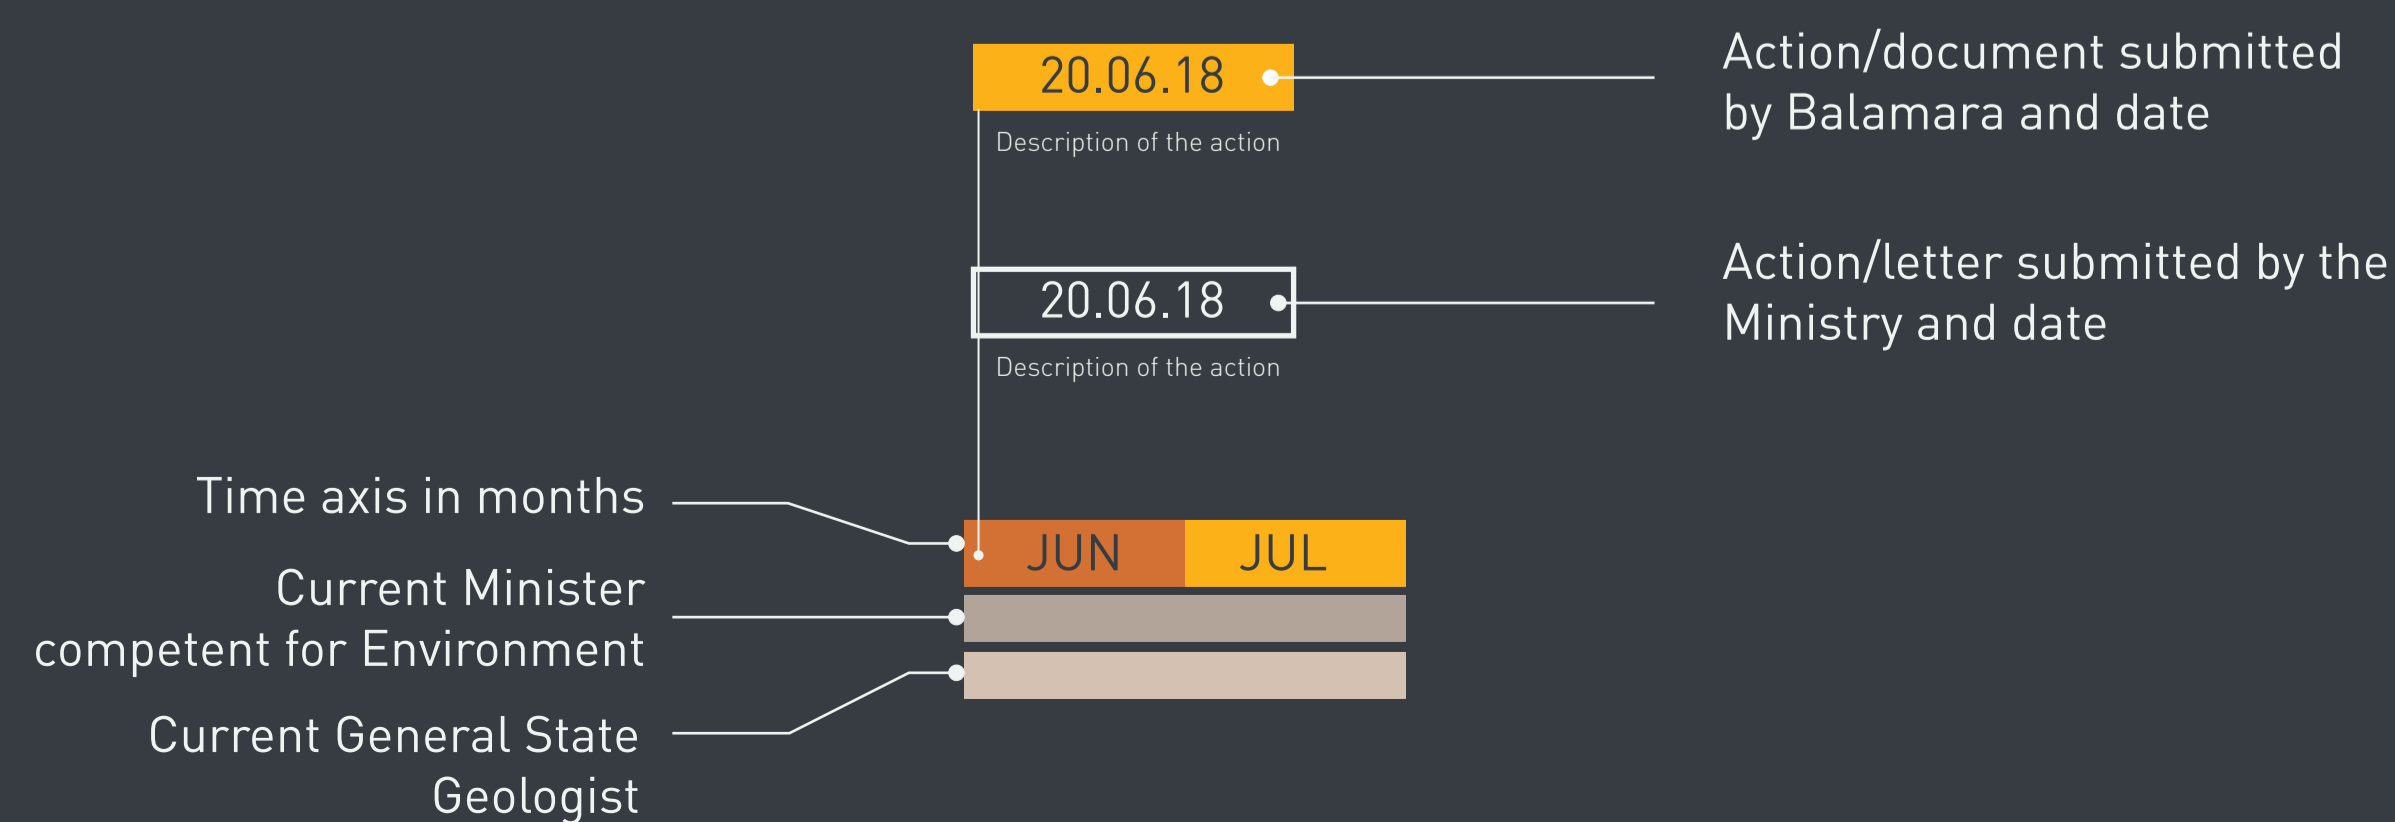 20.06.18
Action/document submitted
by Balamara and date
Description of the action
20.06.18
Action/letter submitted by the
Ministry and date
Description of the action
Time axis in months
JUN JUL
Current Minister
competent for Environment
Current General State
Geologist